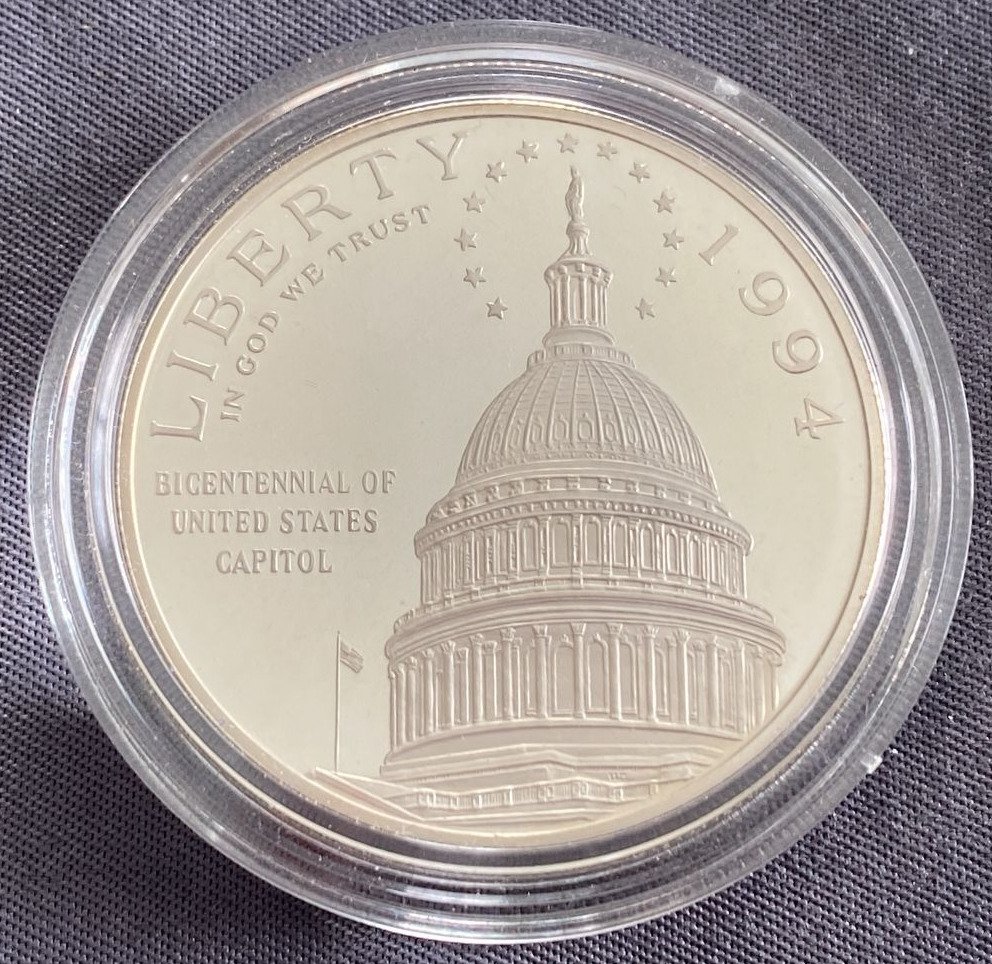 LIBERTY
IN GOD WE TRUST
1994
BICENTENNIAL OF
UNITED STATES
CAPITOL